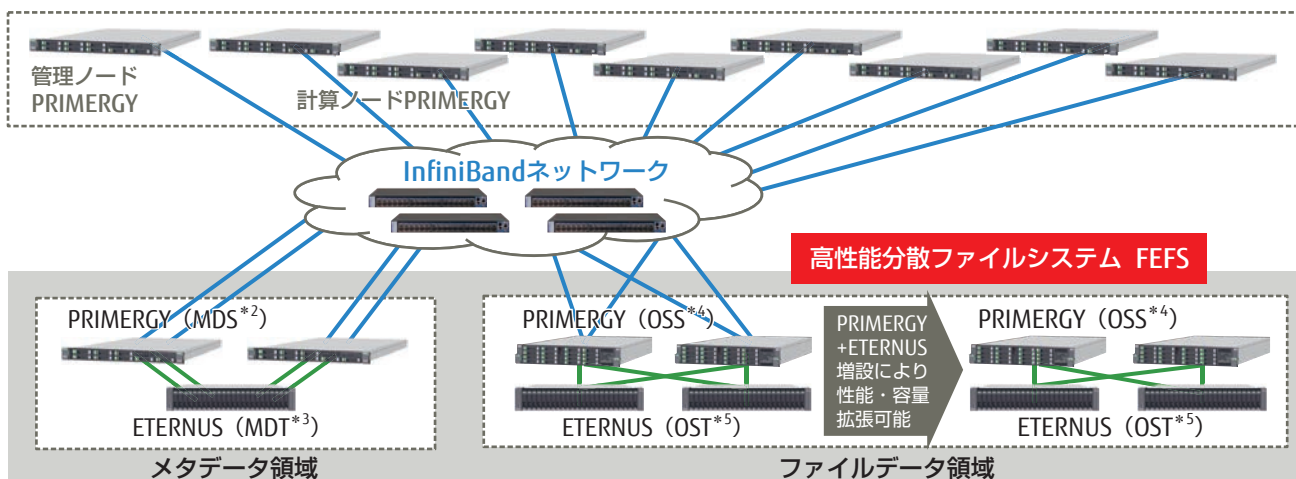 管理ノード
PRIMERGY
計算ノードPRIMERGY
InfiniBandネットワーク
高性能分散ファイルシステム FEFS
PRIMERGY（MDS*2）
ETERNUS（MDT*3）
メタデータ領域
PRIMERGY（OSS*4）
ETERNUS（OST*5）
PRIMERGY
+ETERNUS
増設により
性能・容量
拡張可能
PRIMERGY（OSS*4）
ETERNUS（OST*5）
ファイルデータ領域